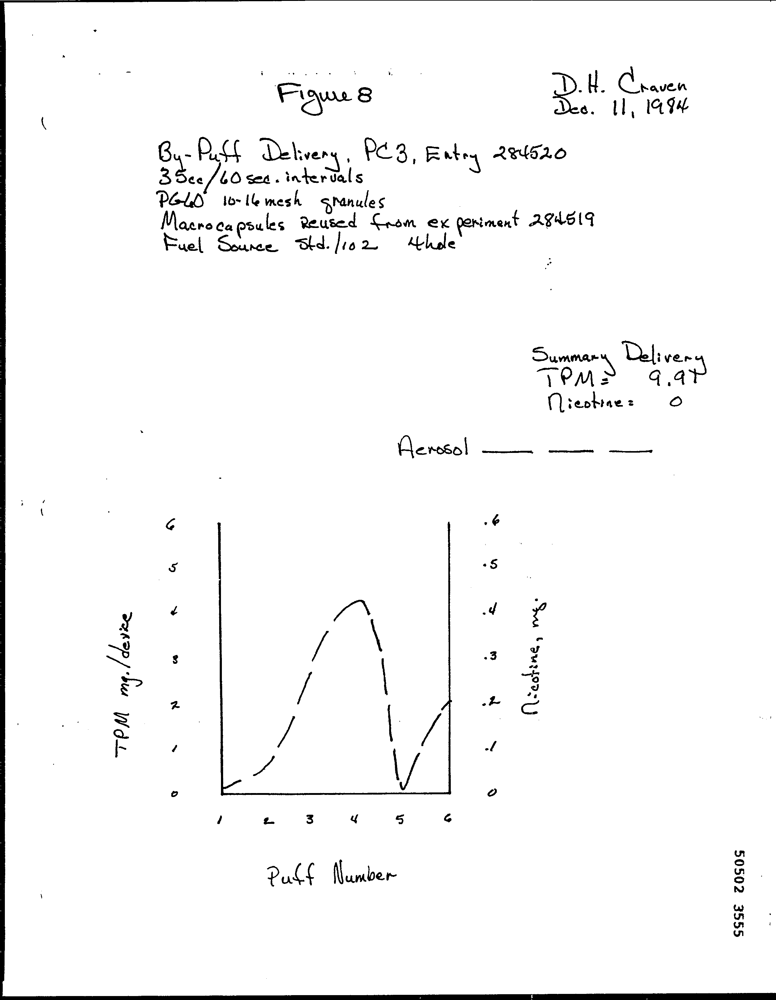 Figure 8
D.H. Craven
Dec. 11, 1984
By-Puff Delivery, PC3, Entry 284520
35cc/60 sec. intervals
PG60 10-16 mesh granules
Macrocapsules Reused from experiment 284519
Fuel Source Std./102 4hole
Summary Delivery
TPM =
Nicotine = 0
Aerosol
6 .6
5 .5
4 .4
3 .3
2 .2
1 .1
0 0
TPM mg./device
Nicotine, mg.
1 2 3 4 5 6
Puff Number
50502 3555